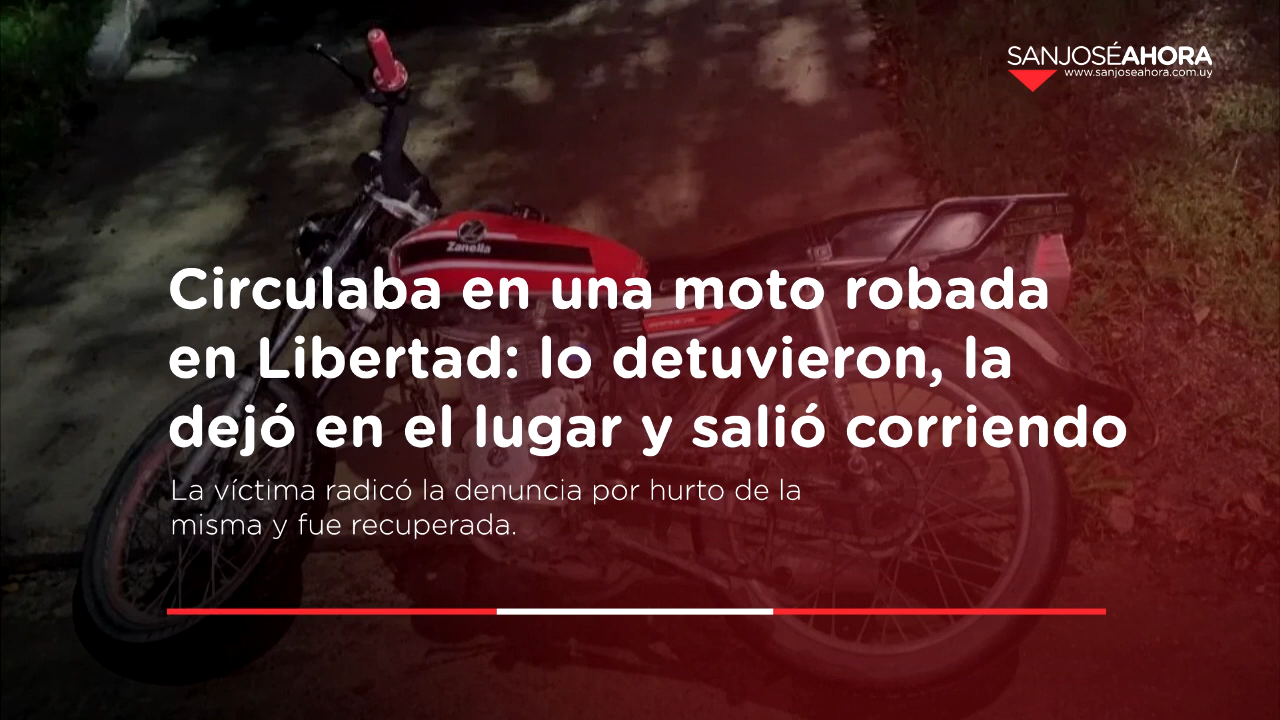 SANJOSÉAHORA
www.sanjoseahora.com.uy
Zanella
Circulaba en una moto robada
en Libertad: lo detuvieron, la
dejó en el lugar y salió corriendo
La víctima radicó la denuncia por hurto de la
misma y fue recuperada.